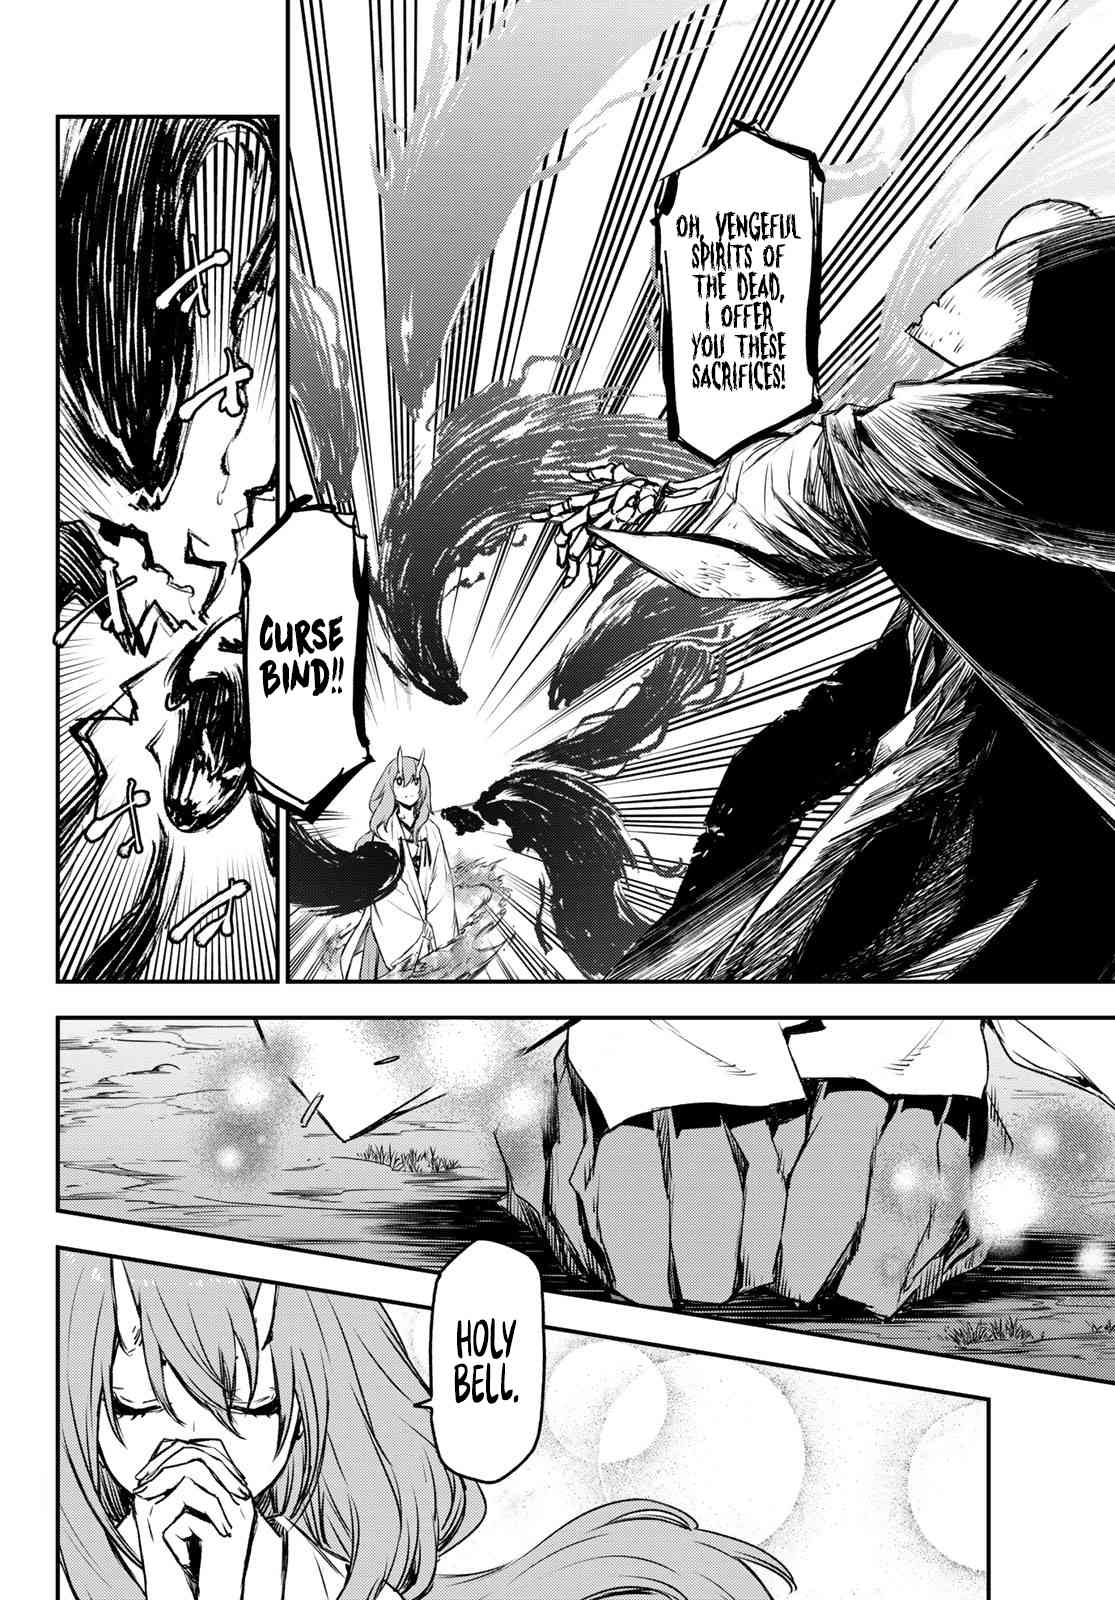 OH, VENGEFUL
SPIRITS OF
THE DEAD,
I OFFER
YOU THESE
SACRIFICES!
CURSE
BIND!!
HOLY
BELL.